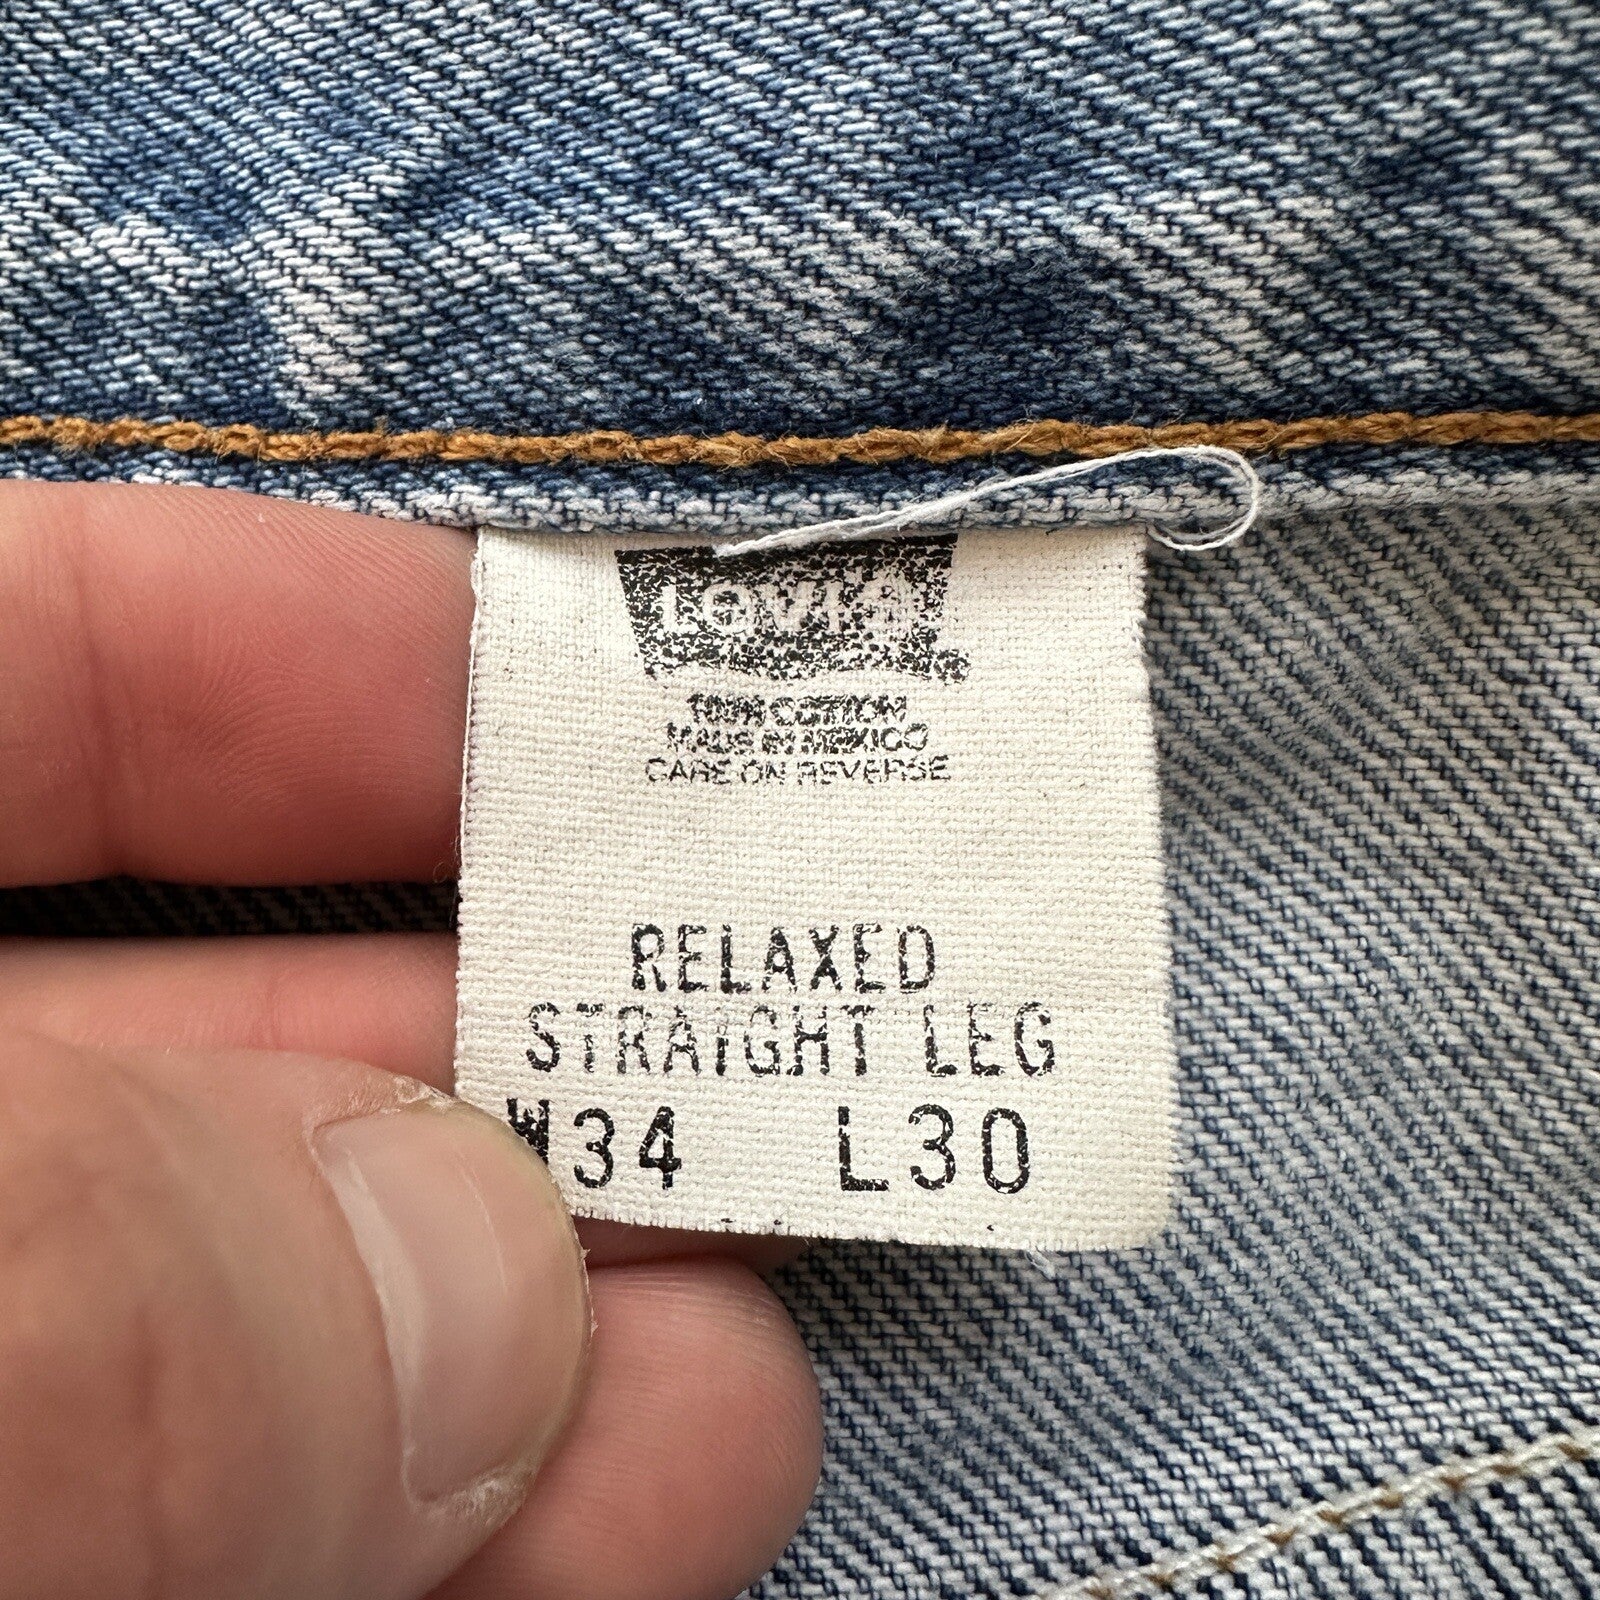 LEVI'S
100% COTTON
MADE IN MEXICO
CARE ON REVERSE
RELAXED
STRAIGHT LEG
W34 L30